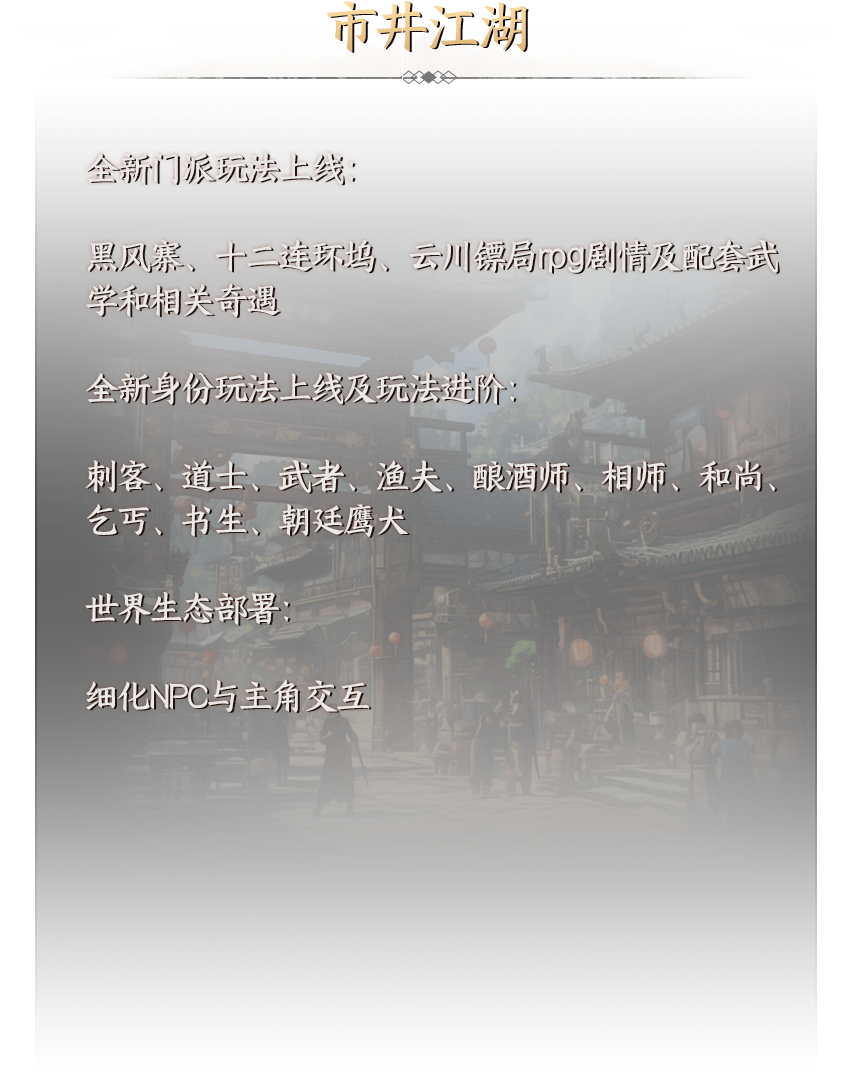 市井江湖
全新门派玩法上线：
黑风寨、十二连环坞、云川镖局rpg剧情及配套武
学和相关奇遇
全新身份玩法上线及玩法进阶：
刺客、道士、武者、渔夫、酿酒师、相师、和尚、
乞丐、书生、朝廷鹰犬
世界生态部署：
细化NPC与主角交互